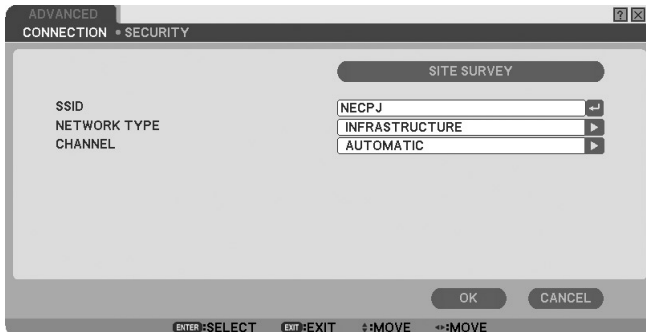 ADVANCED ? X
CONNECTION • SECURITY
SITE SURVEY
SSID NECPJ
NETWORK TYPE INFRASTRUCTURE
CHANNEL AUTOMATIC
OK CANCEL
ENTER :SELECT EXIT :EXIT :MOVE :MOVE